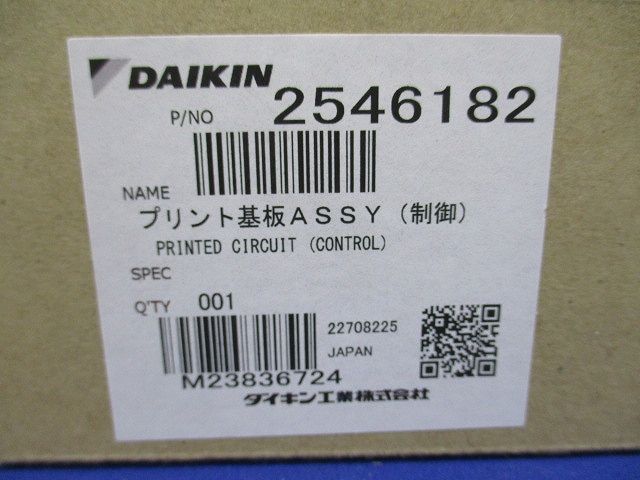 DAIKIN
P/NO 2546182
NAME
プリント基板ASSY（制御）
PRINTED CIRCUIT (CONTROL)
SPEC
Q'TY 001
22708225
JAPAN
M23836724
ダイキン工業株式会社